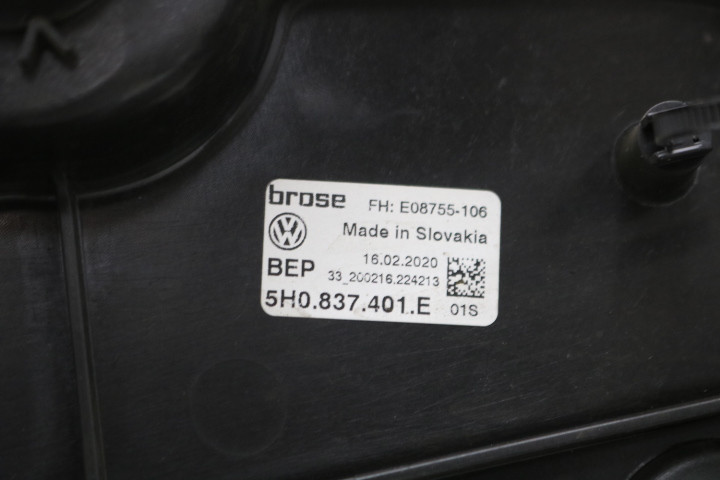 brose FH: E08755-106
Made in Slovakia
BEP 16.02.2020
33_200216.224213
5H0.837.401.E 01S